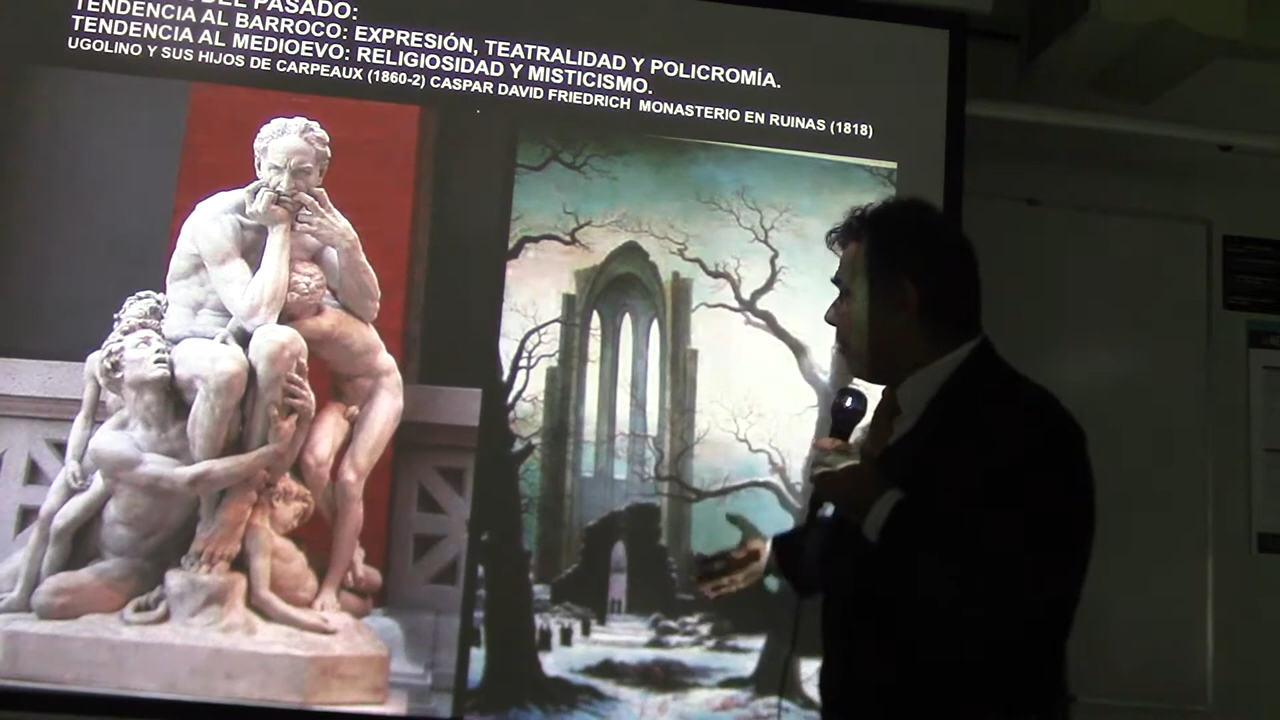 DEL PASADO:
TENDENCIA AL BARROCO: EXPRESIÓN, TEATRALIDAD Y POLICROMÍA.
TENDENCIA AL MEDIOEVO: RELIGIOSIDAD Y MISTICISMO.
UGOLINO Y SUS HIJOS DE CARPEAUX (1860-2) CASPAR DAVID FRIEDRICH MONASTERIO EN RUINAS (1818)